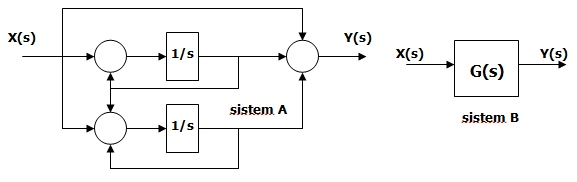 X(s)
1/s
Y(s)
1/s
sistem A
X(s)
G(s)
Y(s)
sistem B